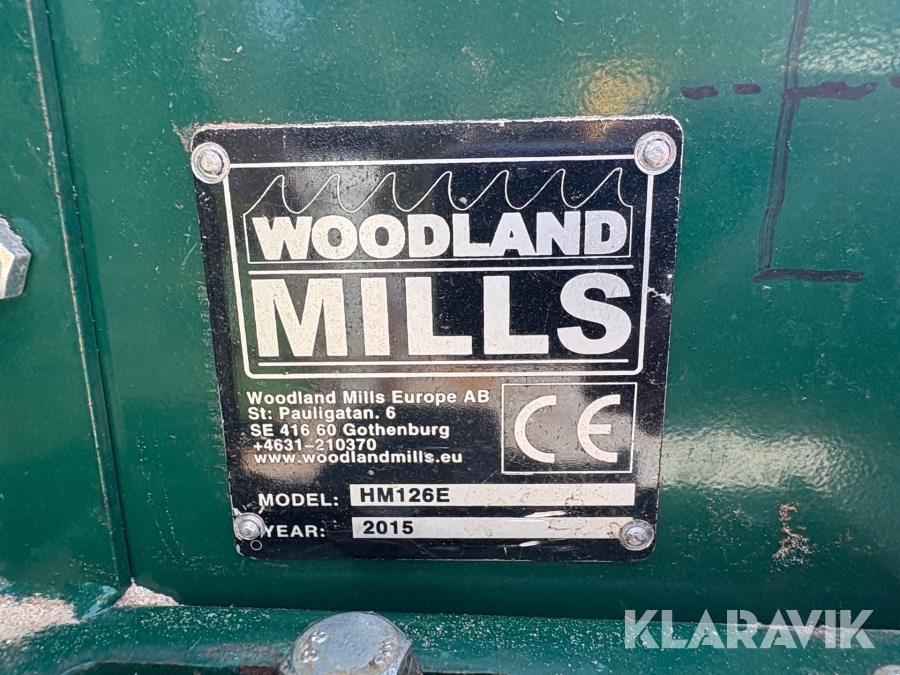 WOODLAND
MILLS
Woodland Mills Europe AB
St: Pauligatan. 6
SE 416 60 Gothenburg
+4631-210370
www.woodlandmills.eu
CE
MODEL: HM126E
YEAR: 2015
KLARAVIK